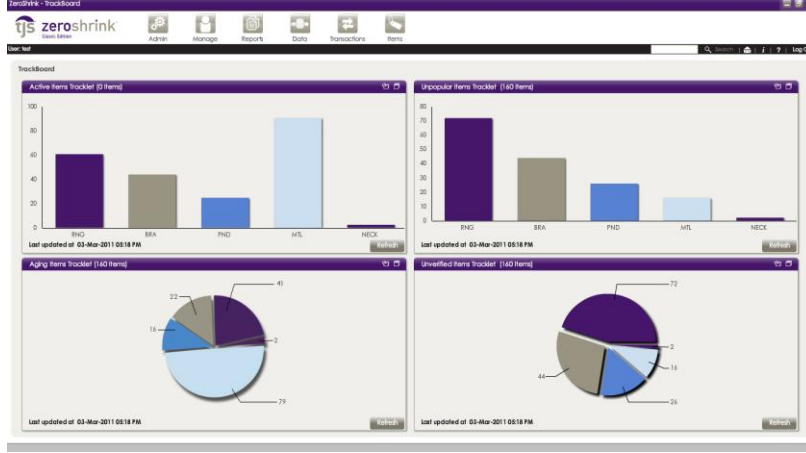 ZeroShrink - TrackBoard
tjs zeroshrink
Classic Edition
Admin Manage Reports Data Transactions Items
User: test
Search | | i | ? | Log
TrackBoard
Active Items Tracklet (0 Items)
100
80
60
40
20
0
RNG BRA PND MTL NECK
Last updated at 03-Mar-2011 05:18 PM Refresh
Unpopular Items Tracklet (160 Items)
80
70
60
50
40
30
20
10
0
RNG BRA PND MTL NECK
Last updated at 03-Mar-2011 05:18 PM Refresh
Aging Items Tracklet (160 Items)
41
22
16
2
79
Last updated at 03-Mar-2011 05:18 PM Refresh
Unverified Items Tracklet (160 Items)
72
2
16
44
26
Last updated at 03-Mar-2011 05:18 PM Refresh